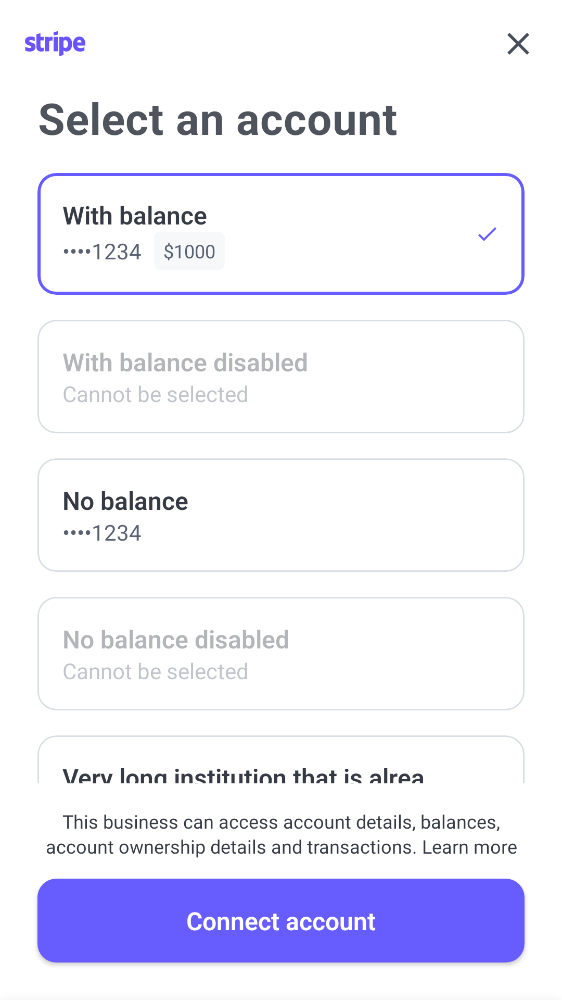 stripe
Select an account
With balance
••••1234 $1000
With balance disabled
Cannot be selected
No balance
••••1234
No balance disabled
Cannot be selected
Very long institution that is alrea
This business can access account details, balances,
account ownership details and transactions. Learn more
Connect account